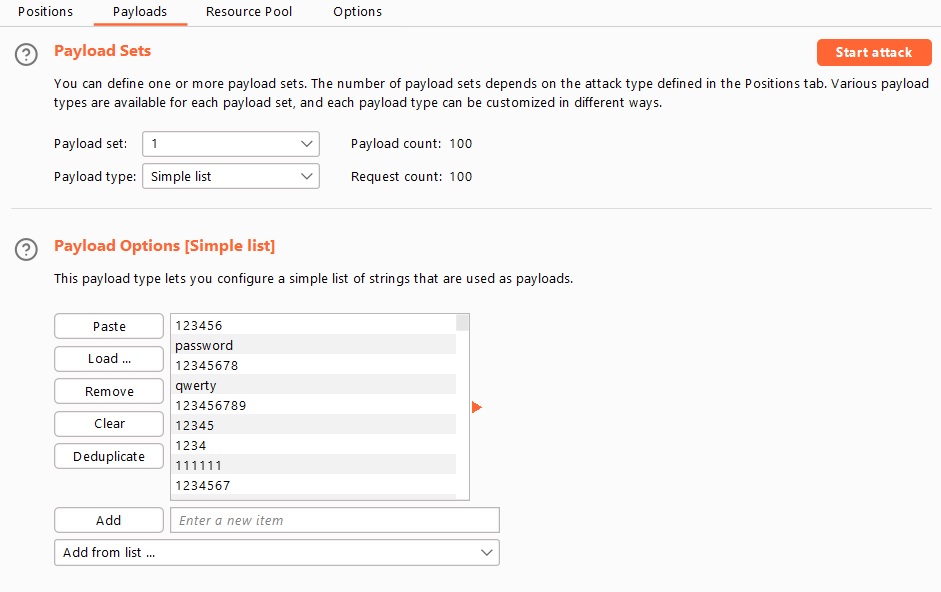 Positions Payloads Resource Pool Options
Payload Sets
Start attack
You can define one or more payload sets. The number of payload sets depends on the attack type defined in the Positions tab. Various payload
types are available for each payload set, and each payload type can be customized in different ways.
Payload set: 1 Payload count: 100
Payload type: Simple list Request count: 100
Payload Options [Simple list]
This payload type lets you configure a simple list of strings that are used as payloads.
Paste
Load ...
Remove
Clear
Deduplicate
123456
password
12345678
qwerty
123456789
12345
1234
111111
1234567
Add Enter a new item
Add from list ...